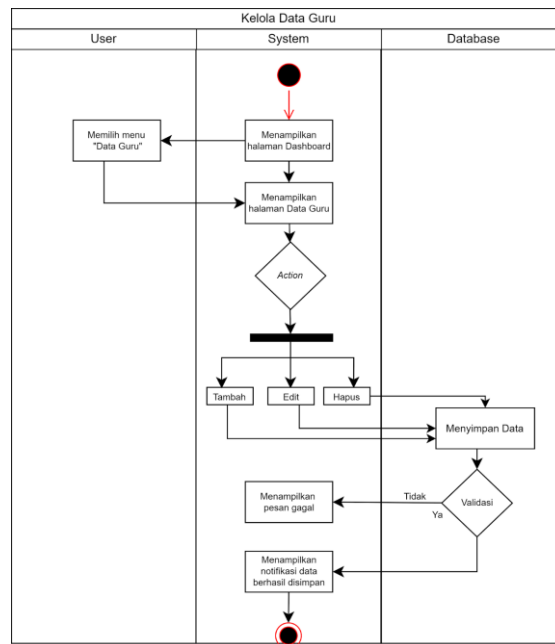 Kelola Data Guru
User
System
Database
Memilih menu
"Data Guru"
Menampilkan
halaman Dashboard
Menampilkan
halaman Data Guru
Action
Tambah
Edit
Hapus
Menyimpan Data
Menampilkan
pesan gagal
Tidak
Ya
Validasi
Menampilkan
notifikasi data
berhasil disimpan